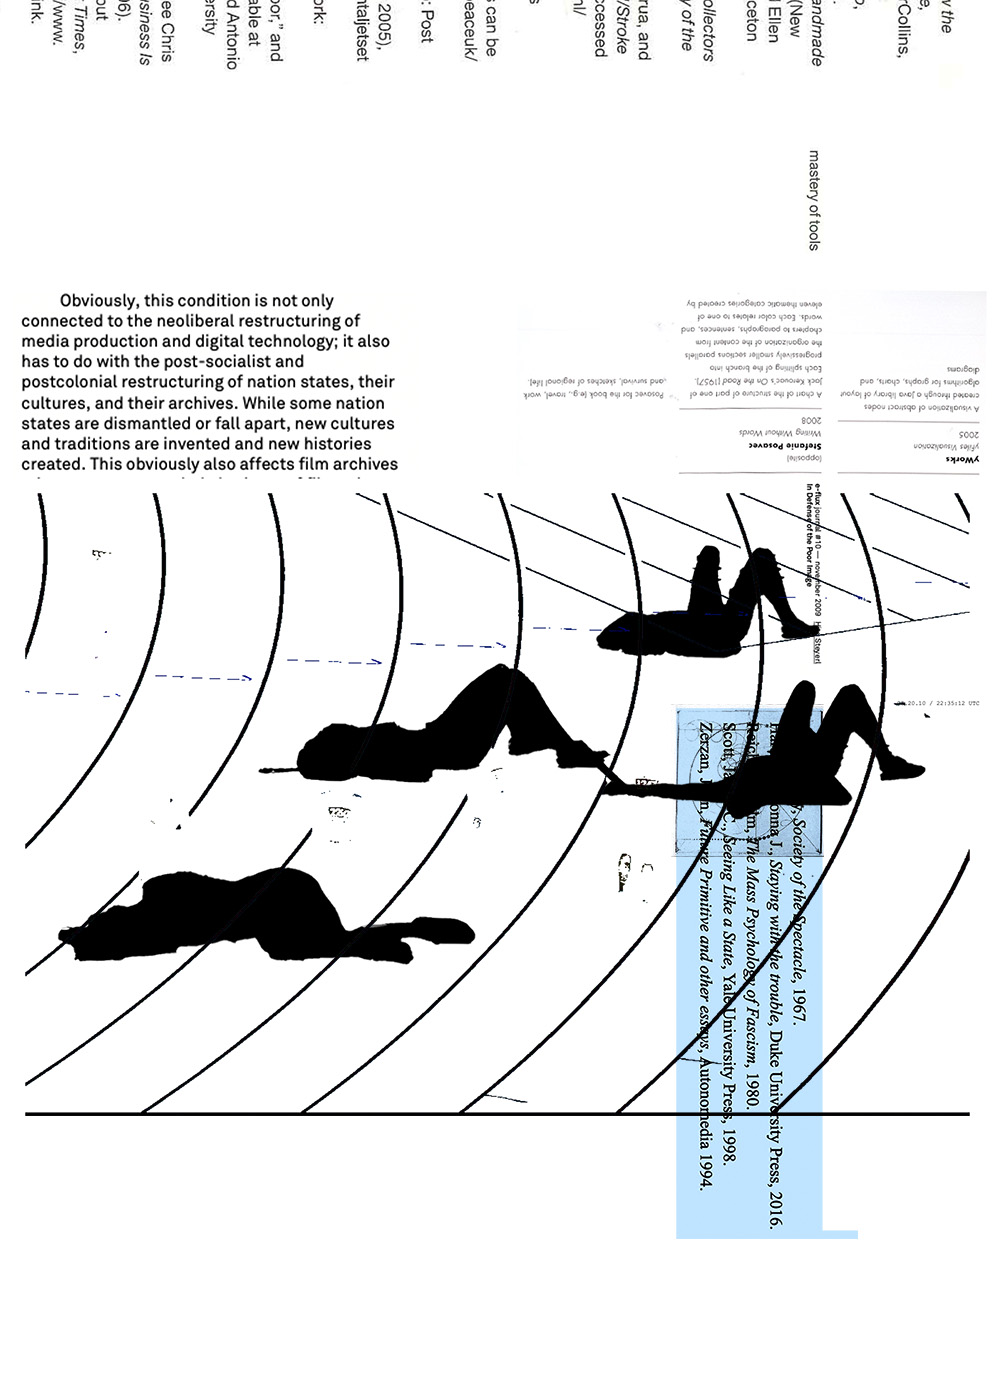 v the
e,
rCollins,
o,
andmade
(New
l Ellen
ceton
ollectors
y of the
rua, and
/Stroke
ccessed
nl/
s
s can be
eaceuk/
: Post
2005),
ntaljetset
ork:
oor," and
able at
d Antonio
ersity
ee Chris
usiness Is
06).
out
Times,
/www.
ink.
mastery of tools
Obviously, this condition is not only
connected to the neoliberal restructuring of
media production and digital technology; it also
has to do with the post-socialist and
postcolonial restructuring of nation states, their
cultures, and their archives. While some nation
states are dismantled or fall apart, new cultures
and traditions are invented and new histories
created. This obviously also affects film archives
yWorks
yFiles Visualization
2005
A visualization of abstract nodes
created through a Java library of layout
algorithms for graphs, charts, and
diagrams
(opposite)
Stefanie Posavec
Writing Without Words
2008
A chart of the structure of part one of
Jack Kerouac's On the Road [1957].
Each splitting of the branch into
progressively smaller sections parallels
the organization of the content from
chapters to paragraphs, sentences, and
words. Each color relates to one of
eleven thematic categories created by
Posavec for the book (e.g., travel, work
and survival, sketches of regional life).
e-flux journal #10 — november 2009 Steyerl
In Defense of the Poor Image
.20.10 / 22:35:12 UTC
Society of the Spectacle, 1967.
onna J., Staying with the trouble, Duke University Press, 2016.
The Mass Psychology of Fascism, 1980.
Scott, C., Seeing Like a State, Yale University Press, 1998.
Zerzan, John, Future Primitive and other essays, Autonomedia 1994.